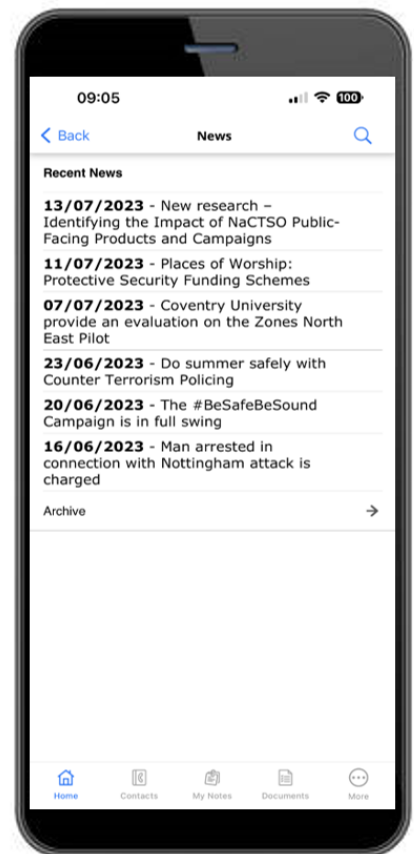 09:05
100
Back
News
Recent News
13/07/2023 - New research –
Identifying the Impact of NaCTSO Public-
Facing Products and Campaigns
11/07/2023 - Places of Worship:
Protective Security Funding Schemes
07/07/2023 - Coventry University
provide an evaluation on the Zones North
East Pilot
23/06/2023 - Do summer safely with
Counter Terrorism Policing
20/06/2023 - The #BeSafeBeSound
Campaign is in full swing
16/06/2023 - Man arrested in
connection with Nottingham attack is
charged
Archive
Home
Contacts
My Notes
Documents
More